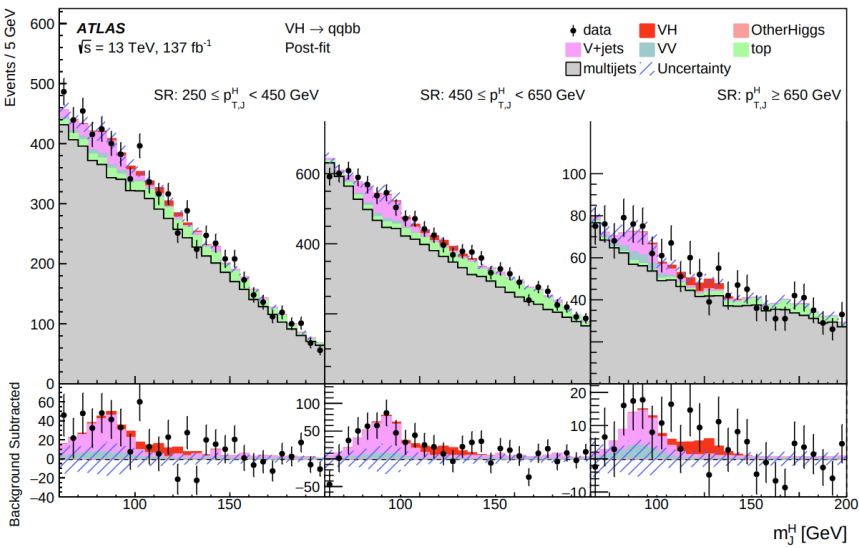 ATLAS
VH → qqbb
√s = 13 TeV, 137 fb⁻¹
Post-fit
data VH OtherHiggs
V+jets VV top
multijets Uncertainty
SR: 250 ≤ p^H_T,J < 450 GeV
SR: 450 ≤ p^H_T,J < 650 GeV
SR: p^H_T,J ≥ 650 GeV
Events / 5 GeV
600
500
400
300
200
100
0
600
400
100
80
60
40
20
Background Subtracted
60
40
20
0
−20
−40
100
50
0
−50
20
10
0
−10
100 150 100 150 100 150 200
m^H_J [GeV]